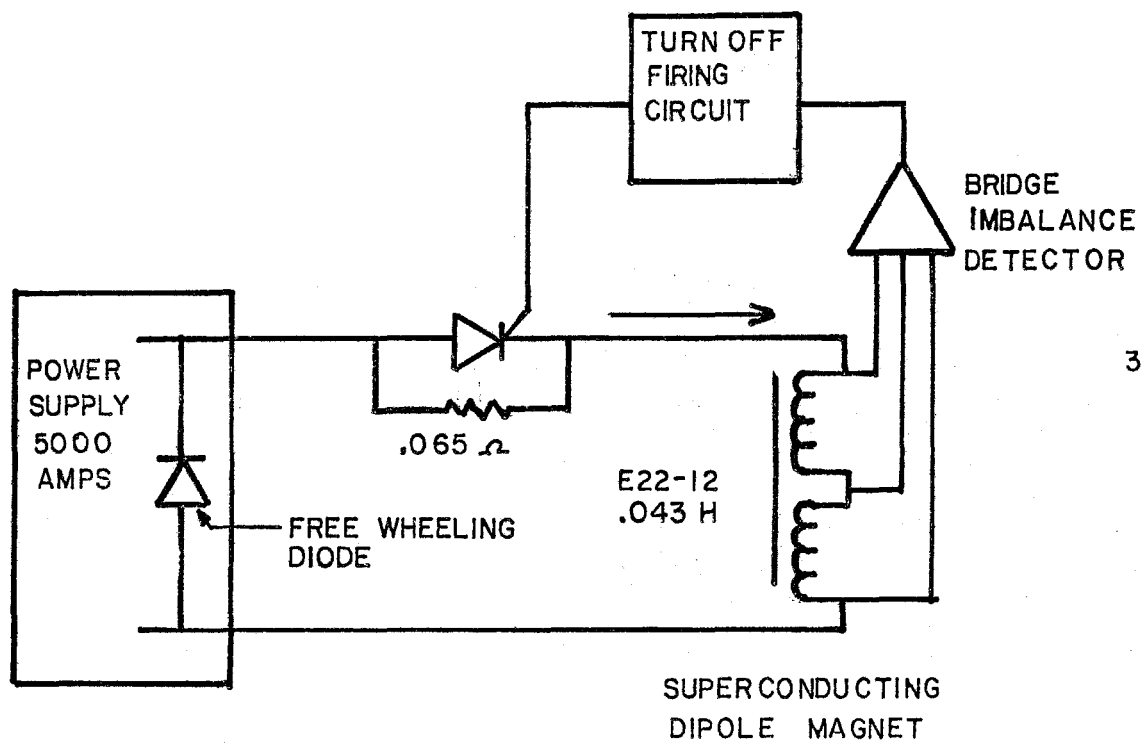 TURN OFF
FIRING
CIRCUIT
BRIDGE
IMBALANCE
DETECTOR
POWER
SUPPLY
5000
AMPS
.065 Ω
E22-12
.043 H
FREE WHEELING
DIODE
3
SUPERCONDUCTING
DIPOLE MAGNET